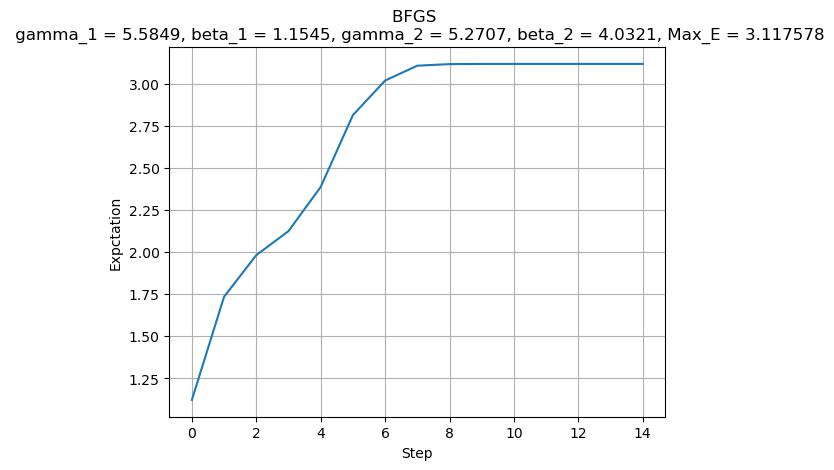 BFGS
gamma_1 = 5.5849, beta_1 = 1.1545, gamma_2 = 5.2707, beta_2 = 4.0321, Max_E = 3.117578
3.00
2.75
2.50
2.25
2.00
1.75
1.50
1.25
Expctation
0 2 4 6 8 10 12 14
Step